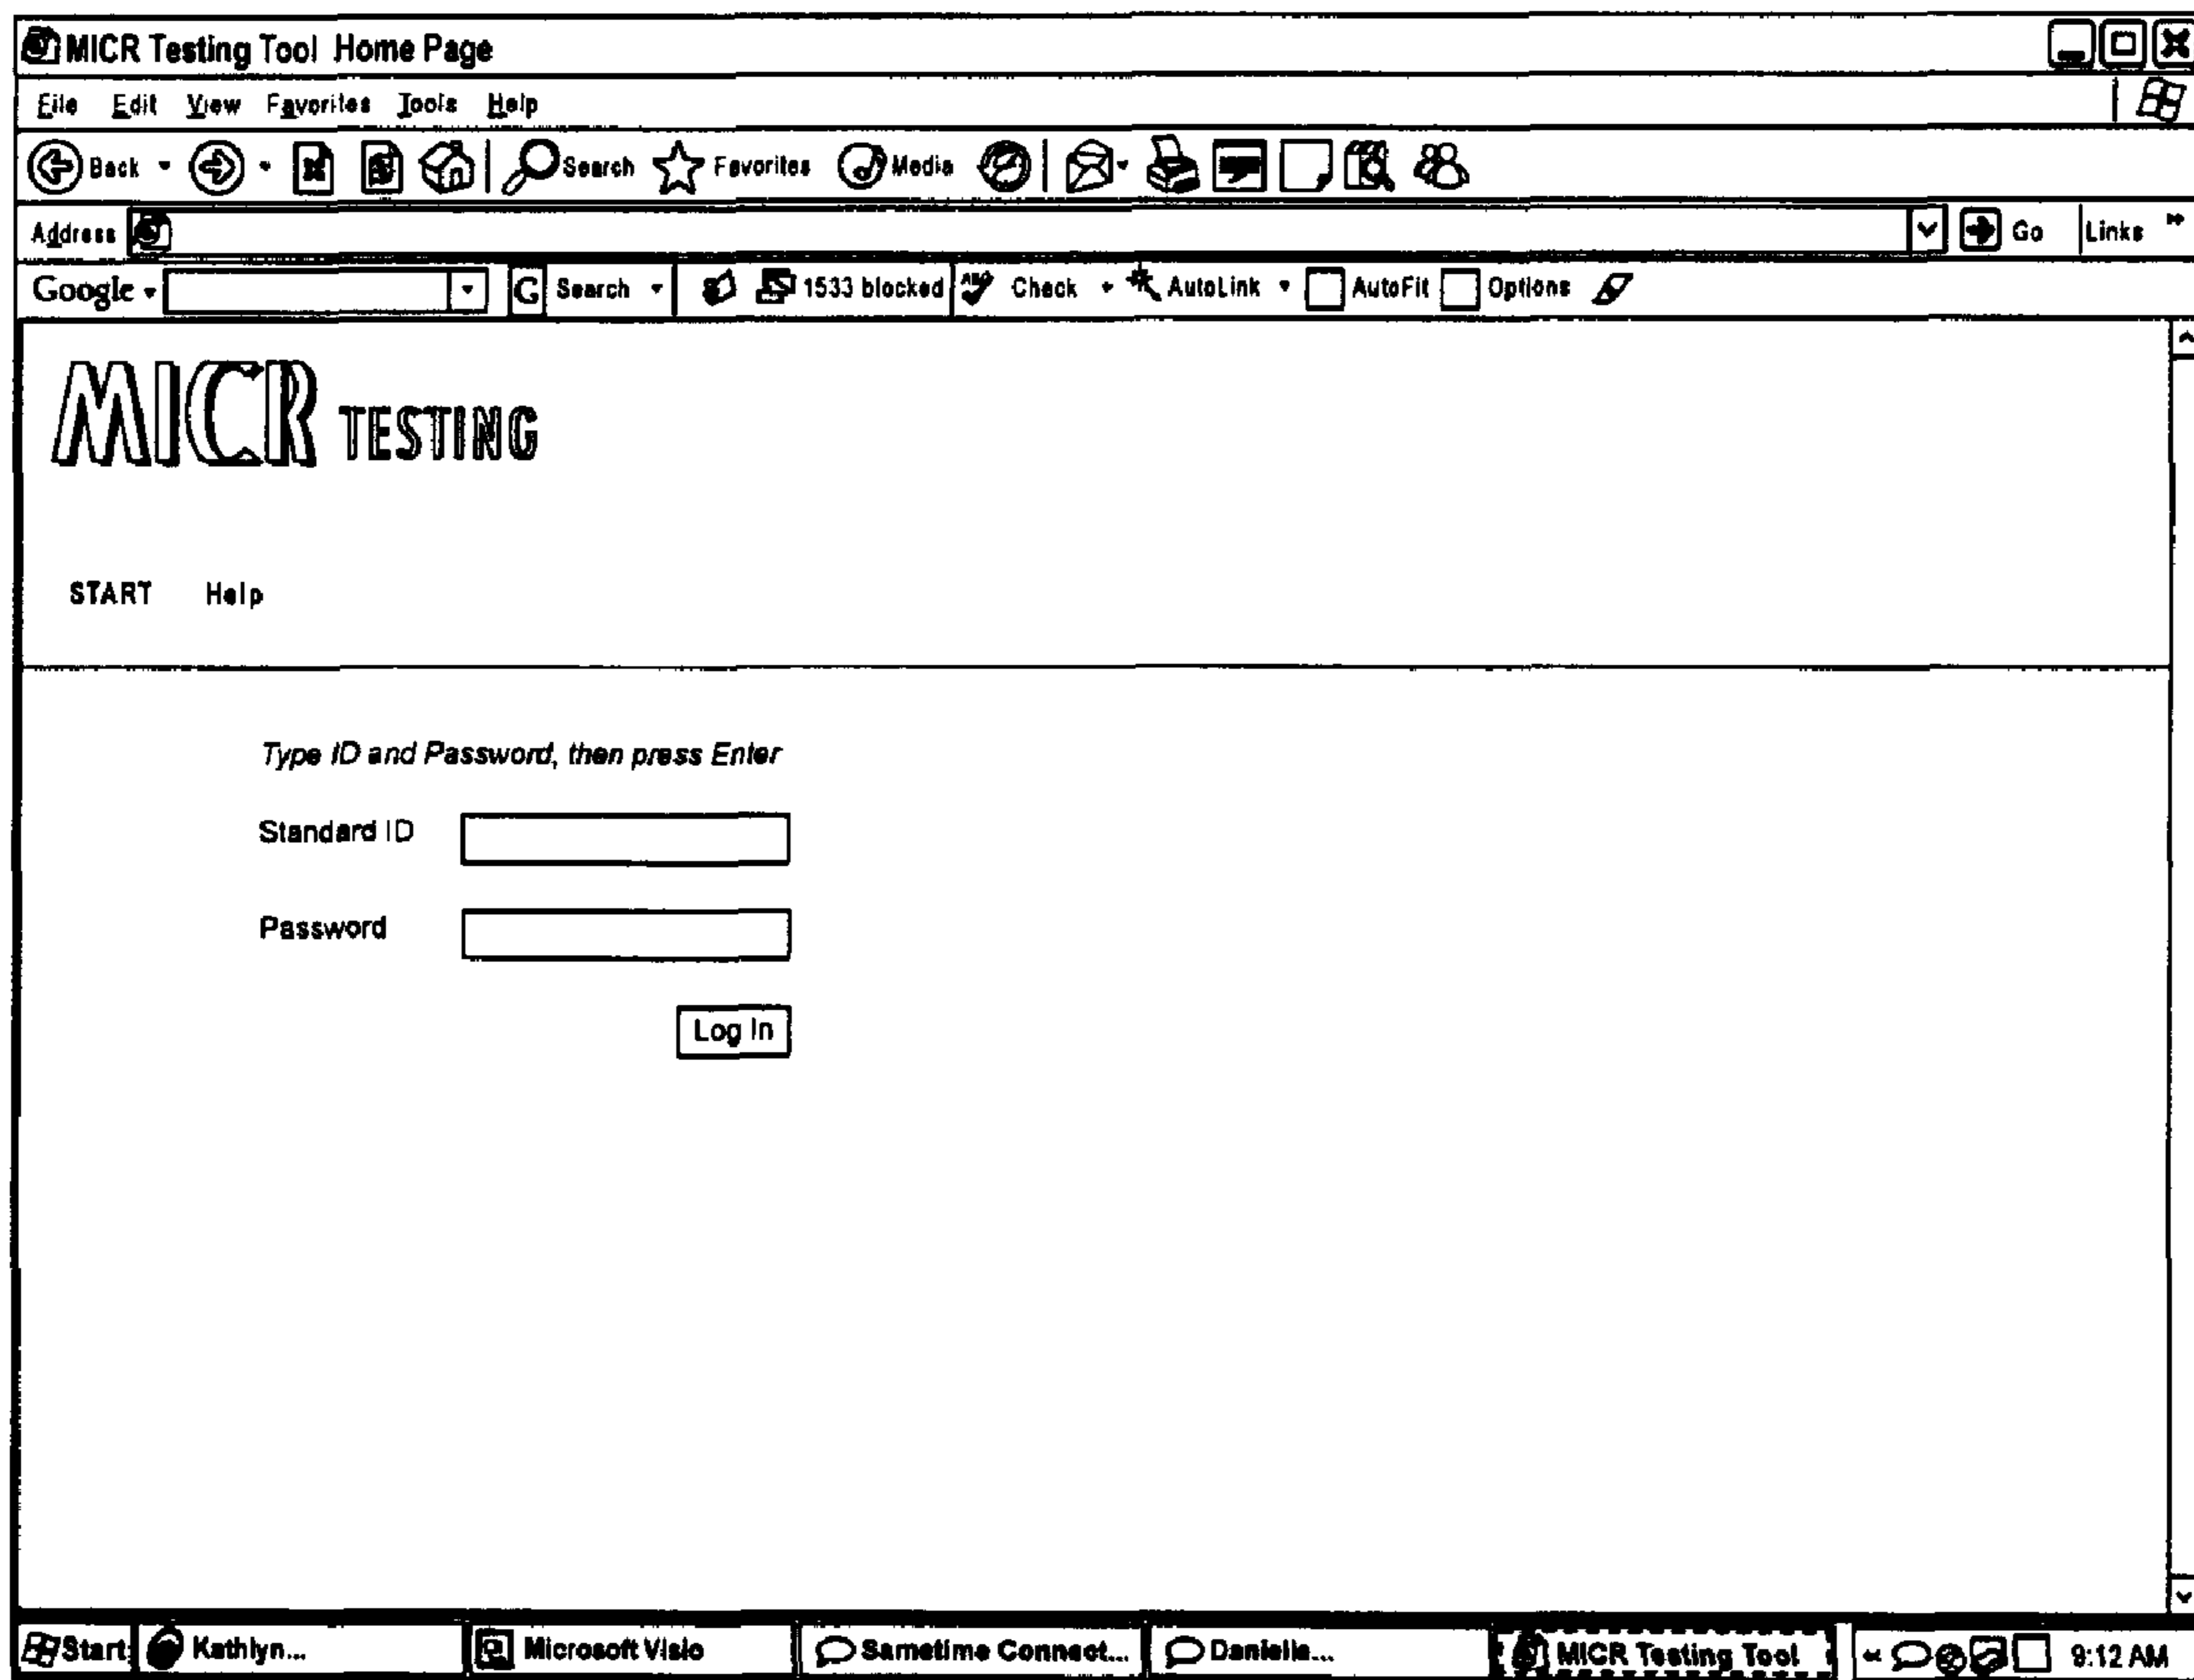 MICR Testing Tool Home Page
File Edit View Favorites Tools Help
Back Search Favorites Media
Address Go Links
Google G Search 1533 blocked ABC Check AutoLink AutoFit Options
MICR TESTING
START Help
Type ID and Password, then press Enter
Standard ID
Password
Log In
Start Kathlyn... Microsoft Visio Sametime Connect... Danielle... MICR Testing Tool 9:12 AM